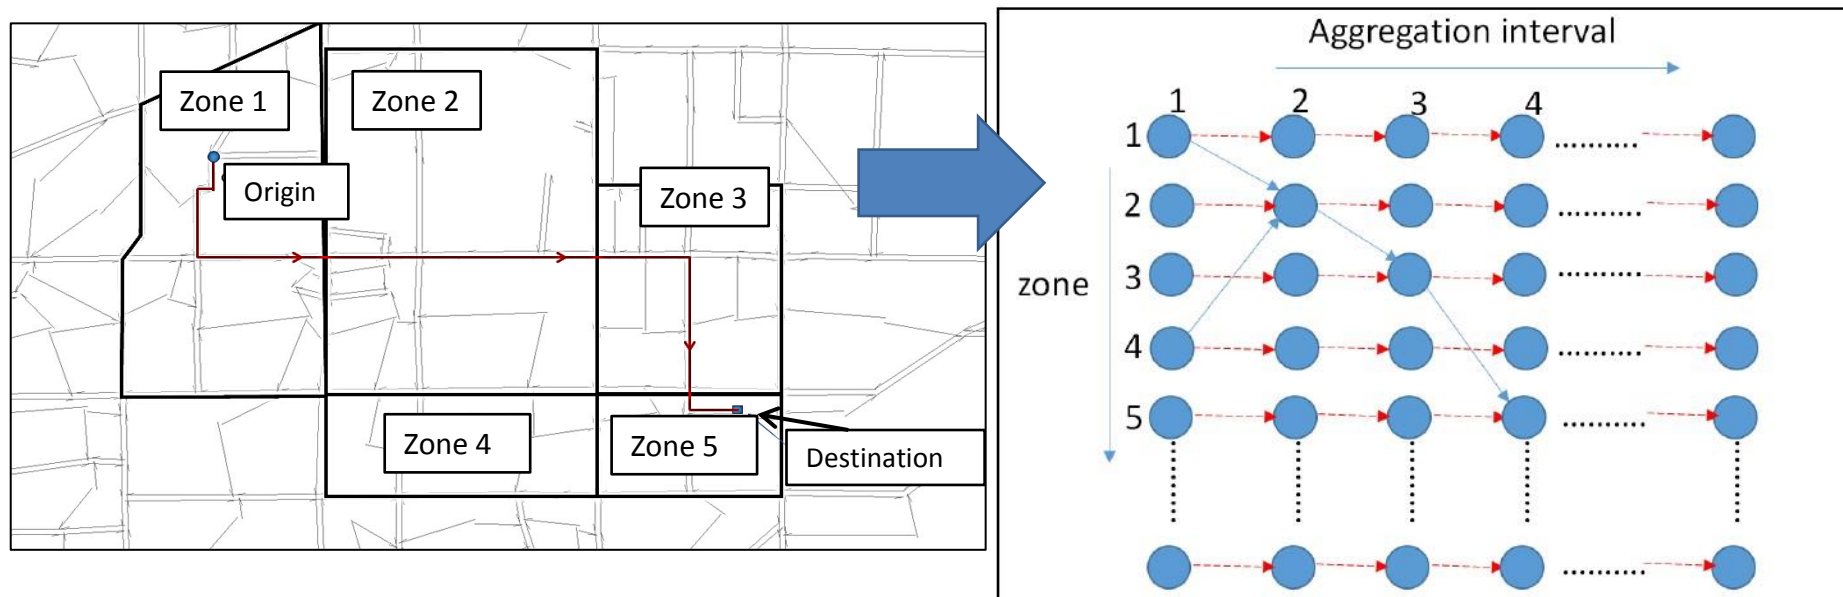 Zone 1
Zone 2
Origin
Zone 3
Zone 4
Zone 5
Destination
Aggregation interval
1 2 3 4
1 ..........
2 ..........
3 ..........
zone
4 ..........
5 ..........
..........